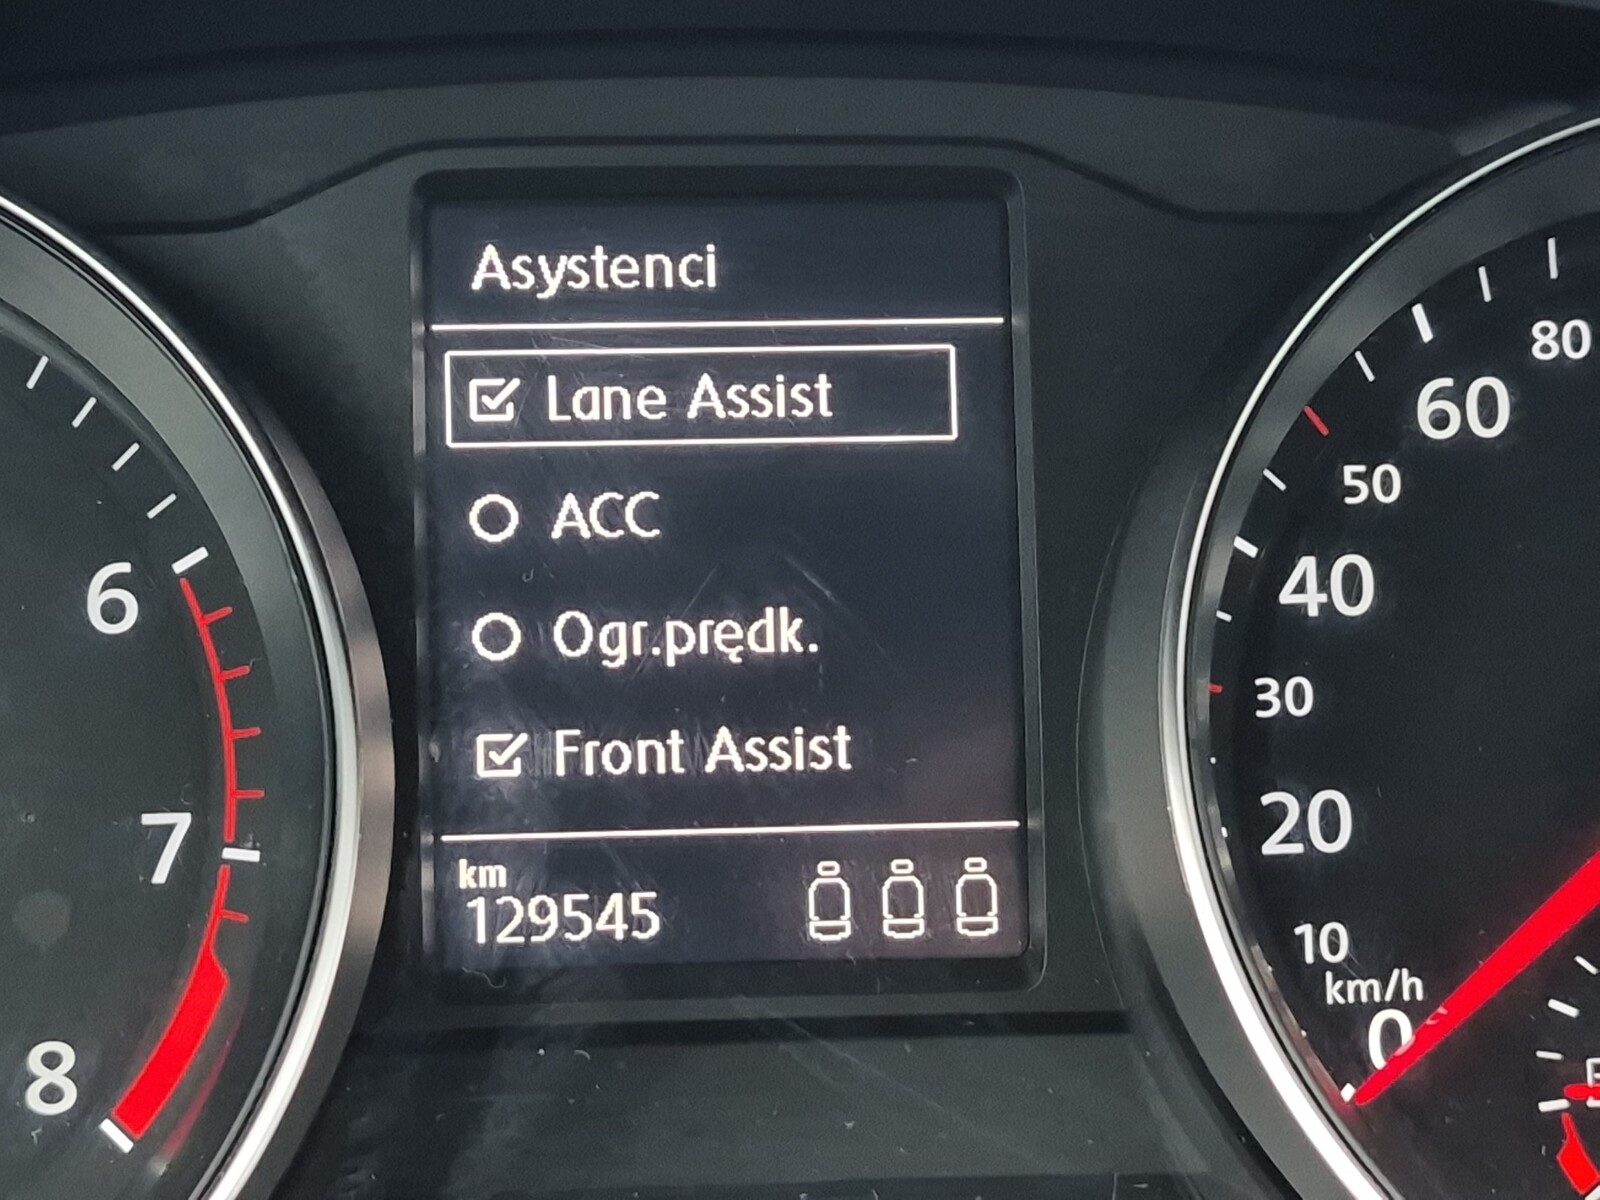 Asystenci
Lane Assist
ACC
Ogr.prędk.
Front Assist
km
129545
6
7
8
80
60
50
40
30
20
10
km/h
0